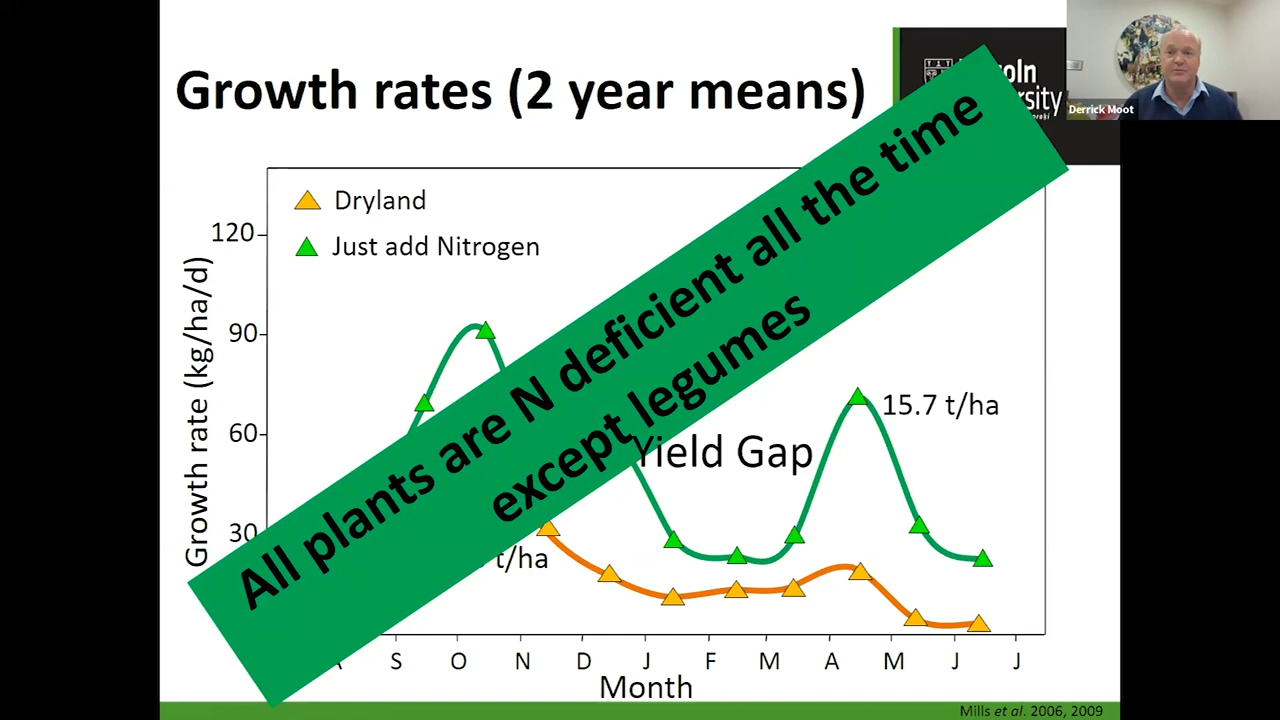 Growth rates (2 year means)
Derrick Moot
Dryland
Just add Nitrogen
120
90
60
30
Growth rate (kg/ha/d)
All plants are N deficient all the time
except legumes
Yield Gap
15.7 t/ha
t/ha
S O N D J F M A M J J
Month
Mills et al. 2006, 2009